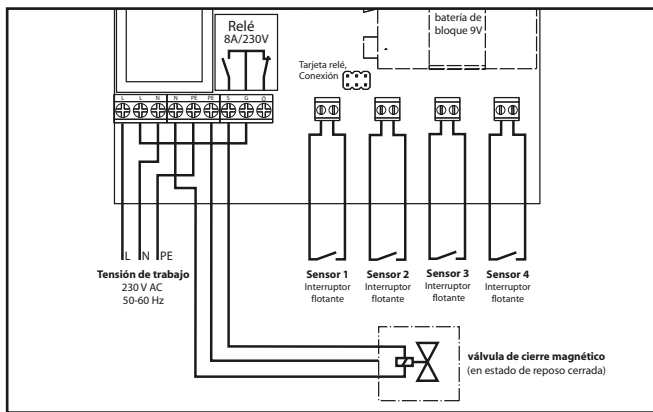 Relé
8A/230V
batería de
bloque 9V
Tarjeta relé,
Conexión
L L N N PE PE S G Ö
L N PE
Tensión de trabajo
230 V AC
50-60 Hz
Sensor 1
Interruptor
flotante
Sensor 2
Interruptor
flotante
Sensor 3
Interruptor
flotante
Sensor 4
Interruptor
flotante
válvula de cierre magnético
(en estado de reposo cerrada)